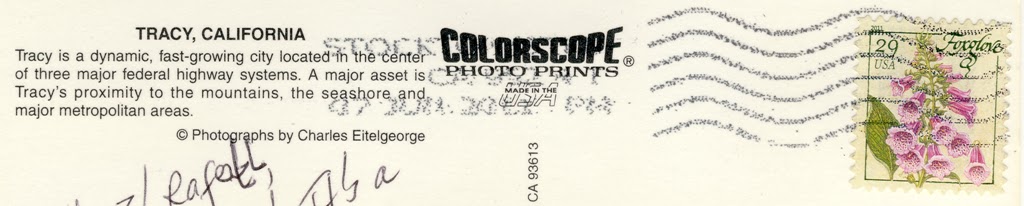 TRACY, CALIFORNIA
Tracy is a dynamic, fast-growing city located in the center
of three major federal highway systems. A major asset is
Tracy's proximity to the mountains, the seashore and
major metropolitan areas.
© Photographs by Charles Eitelgeorge
COLORSCOPE®
PHOTO PRINTS
MADE IN THE
USA
CA 93613
2011
29
USA
Foxglove
STOCKTON